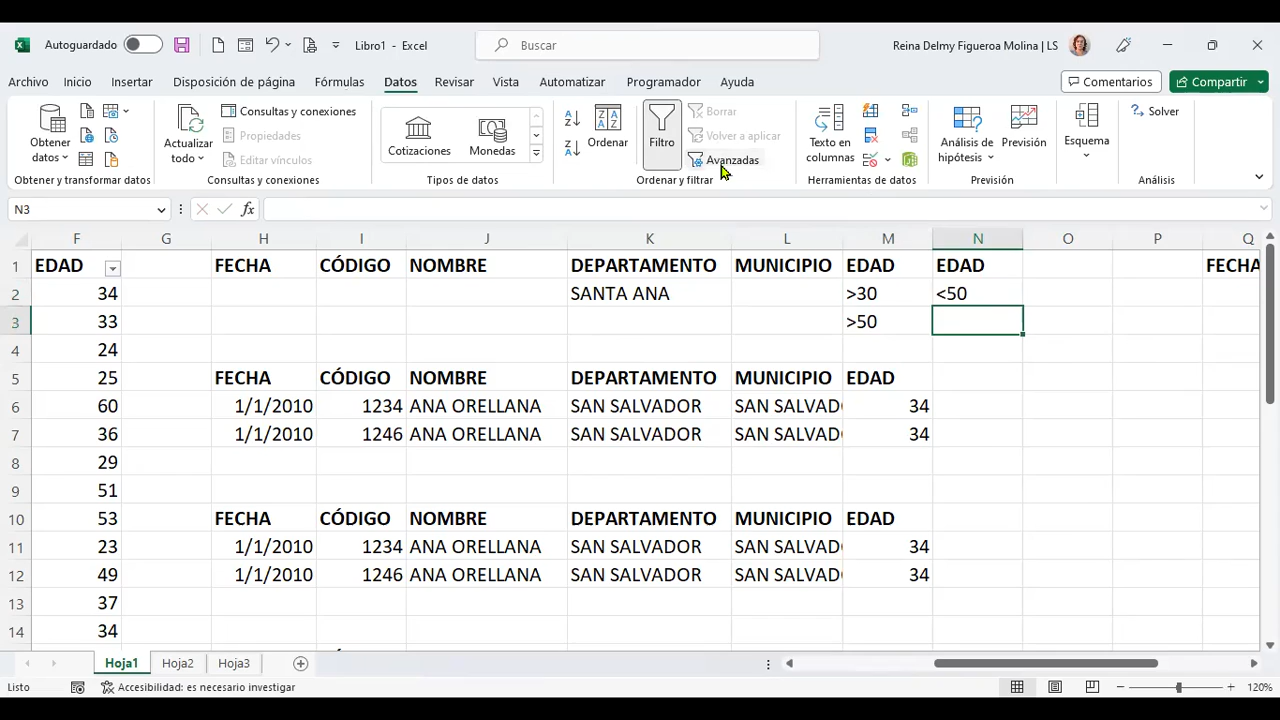 Autoguardado Libro1 - Excel Buscar Reina Delmy Figueroa Molina | LS
Archivo Inicio Insertar Disposición de página Fórmulas Datos Revisar Vista Automatizar Programador Ayuda Comentarios Compartir
Obtener datos
Obtener y transformar datos
Actualizar todo
Consultas y conexiones
Propiedades
Editar vínculos
Consultas y conexiones
Cotizaciones Monedas
Tipos de datos
Ordenar
Filtro
Borrar
Volver a aplicar
Avanzadas
Ordenar y filtrar
Texto en columnas
Herramientas de datos
Análisis de hipótesis
Previsión
Previsión
Esquema
Solver
Análisis
N3 fx
F G H I J K L M N O P Q
1 EDAD FECHA CÓDIGO NOMBRE DEPARTAMENTO MUNICIPIO EDAD EDAD FECHA
2 34 SANTA ANA >30 <50
3 33 >50
4 24
5 25 FECHA CÓDIGO NOMBRE DEPARTAMENTO MUNICIPIO EDAD
6 60 1/1/2010 1234 ANA ORELLANA SAN SALVADOR SAN SALVAD 34
7 36 1/1/2010 1246 ANA ORELLANA SAN SALVADOR SAN SALVAD 34
8 29
9 51
10 53 FECHA CÓDIGO NOMBRE DEPARTAMENTO MUNICIPIO EDAD
11 23 1/1/2010 1234 ANA ORELLANA SAN SALVADOR SAN SALVAD 34
12 49 1/1/2010 1246 ANA ORELLANA SAN SALVADOR SAN SALVAD 34
13 37
14 34
Hoja1 Hoja2 Hoja3
Listo Accesibilidad: es necesario investigar 120%